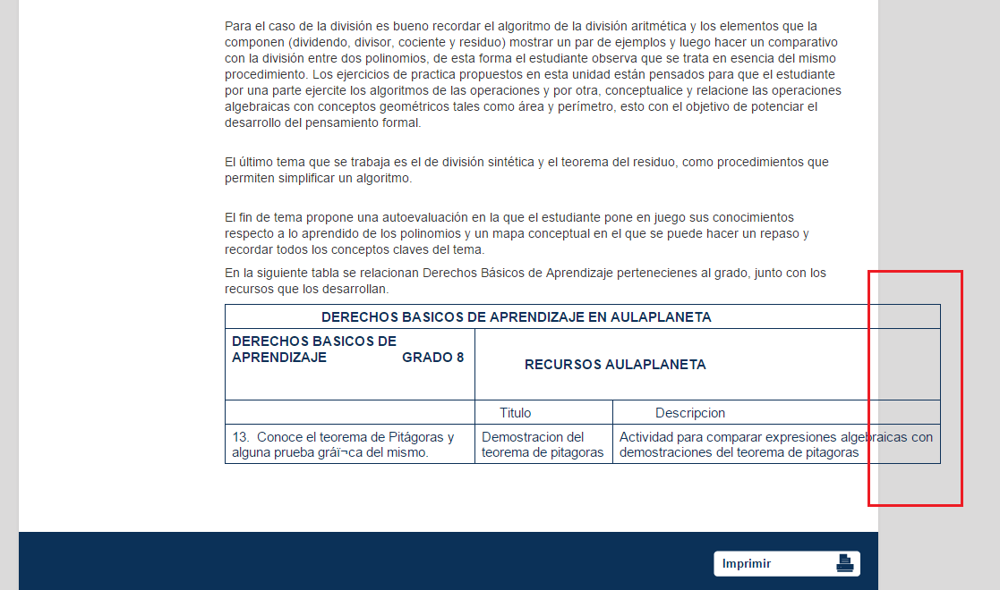 Para el caso de la división es bueno recordar el algoritmo de la división aritmética y los elementos que la
componen (dividendo, divisor, cociente y residuo) mostrar un par de ejemplos y luego hacer un comparativo
con la división entre dos polinomios, de esta forma el estudiante observa que se trata en esencia del mismo
procedimiento. Los ejercicios de practica propuestos en esta unidad están pensados para que el estudiante
por una parte ejercite los algoritmos de las operaciones y por otra, conceptualice y relacione las operaciones
algebraicas con conceptos geométricos tales como área y perímetro, esto con el objetivo de potenciar el
desarrollo del pensamiento formal.
El último tema que se trabaja es el de división sintética y el teorema del residuo, como procedimientos que
permiten simplificar un algoritmo.
El fin de tema propone una autoevaluación en la que el estudiante pone en juego sus conocimientos
respecto a lo aprendido de los polinomios y un mapa conceptual en el que se puede hacer un repaso y
recordar todos los conceptos claves del tema.
En la siguiente tabla se relacionan Derechos Básicos de Aprendizaje pertenecienes al grado, junto con los
recursos que los desarrollan.
DERECHOS BASICOS DE APRENDIZAJE EN AULAPLANETA
DERECHOS BASICOS DE
APRENDIZAJE GRADO 8
RECURSOS AULAPLANETA
Titulo
Descripcion
13. Conoce el teorema de Pitágoras y
alguna prueba gráï¬ca del mismo.
Demostracion del
teorema de pitagoras
Actividad para comparar expresiones algebraicas con
demostraciones del teorema de pitagoras
Imprimir